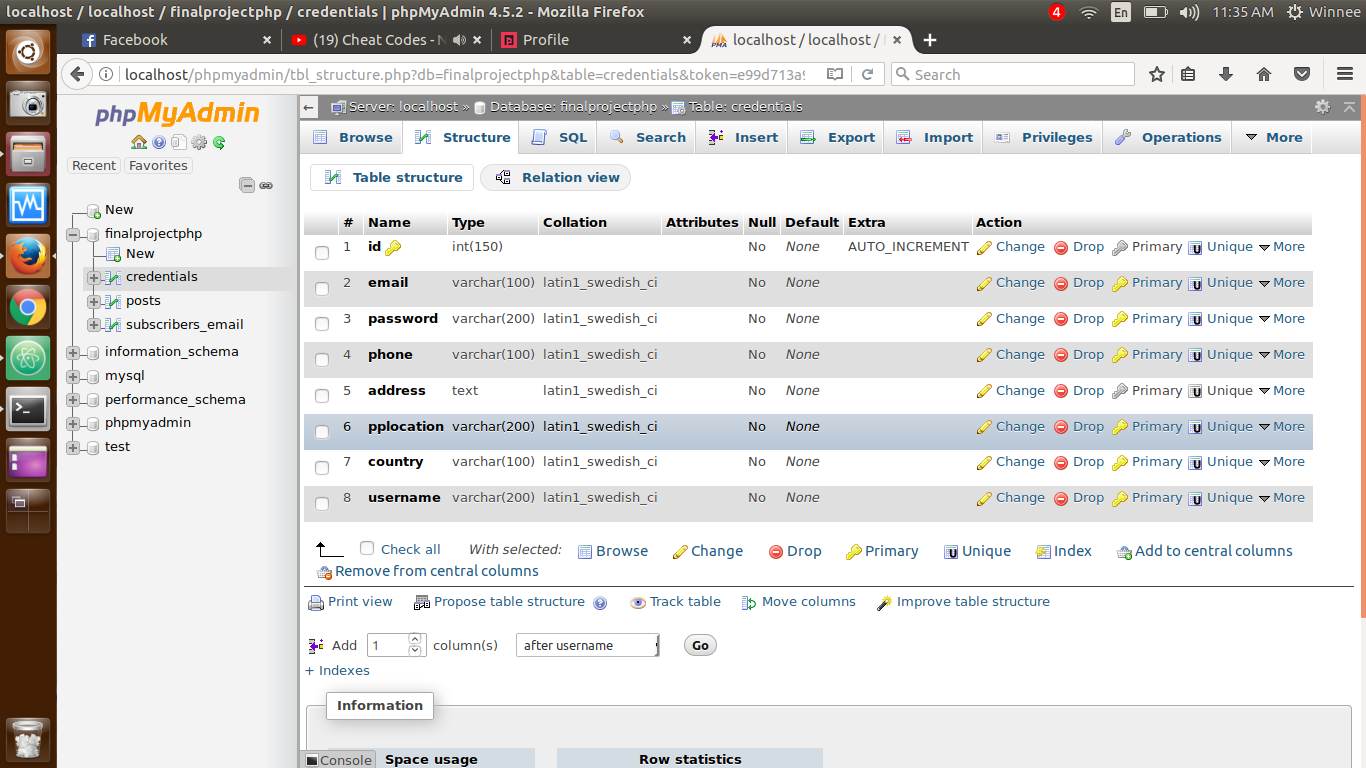 localhost / localhost / finalprojectphp / credentials | phpMyAdmin 4.5.2 - Mozilla Firefox
4
En
11:35 AM
Winnee
Facebook
(19) Cheat Codes - N
Profile
localhost / localhost /
localhost/phpmyadmin/tbl_structure.php?db=finalprojectphp&table=credentials&token=e99d713a9
Search
phpMyAdmin
Recent
Favorites
New
finalprojectphp
New
credentials
posts
subscribers_email
information_schema
mysql
performance_schema
phpmyadmin
test
Server: localhost » Database: finalprojectphp » Table: credentials
Browse Structure SQL Search Insert Export Import Privileges Operations More
Table structure Relation view
# Name Type Collation Attributes Null Default Extra Action
1 id int(150) No None AUTO_INCREMENT Change Drop Primary Unique More
2 email varchar(100) latin1_swedish_ci No None Change Drop Primary Unique More
3 password varchar(200) latin1_swedish_ci No None Change Drop Primary Unique More
4 phone varchar(100) latin1_swedish_ci No None Change Drop Primary Unique More
5 address text latin1_swedish_ci No None Change Drop Primary Unique More
6 pplocation varchar(200) latin1_swedish_ci No None Change Drop Primary Unique More
7 country varchar(100) latin1_swedish_ci No None Change Drop Primary Unique More
8 username varchar(200) latin1_swedish_ci No None Change Drop Primary Unique More
Check all With selected: Browse Change Drop Primary Unique Index Add to central columns
Remove from central columns
Print view Propose table structure Track table Move columns Improve table structure
Add 1 column(s) after username Go
+ Indexes
Information
Console
Space usage
Row statistics